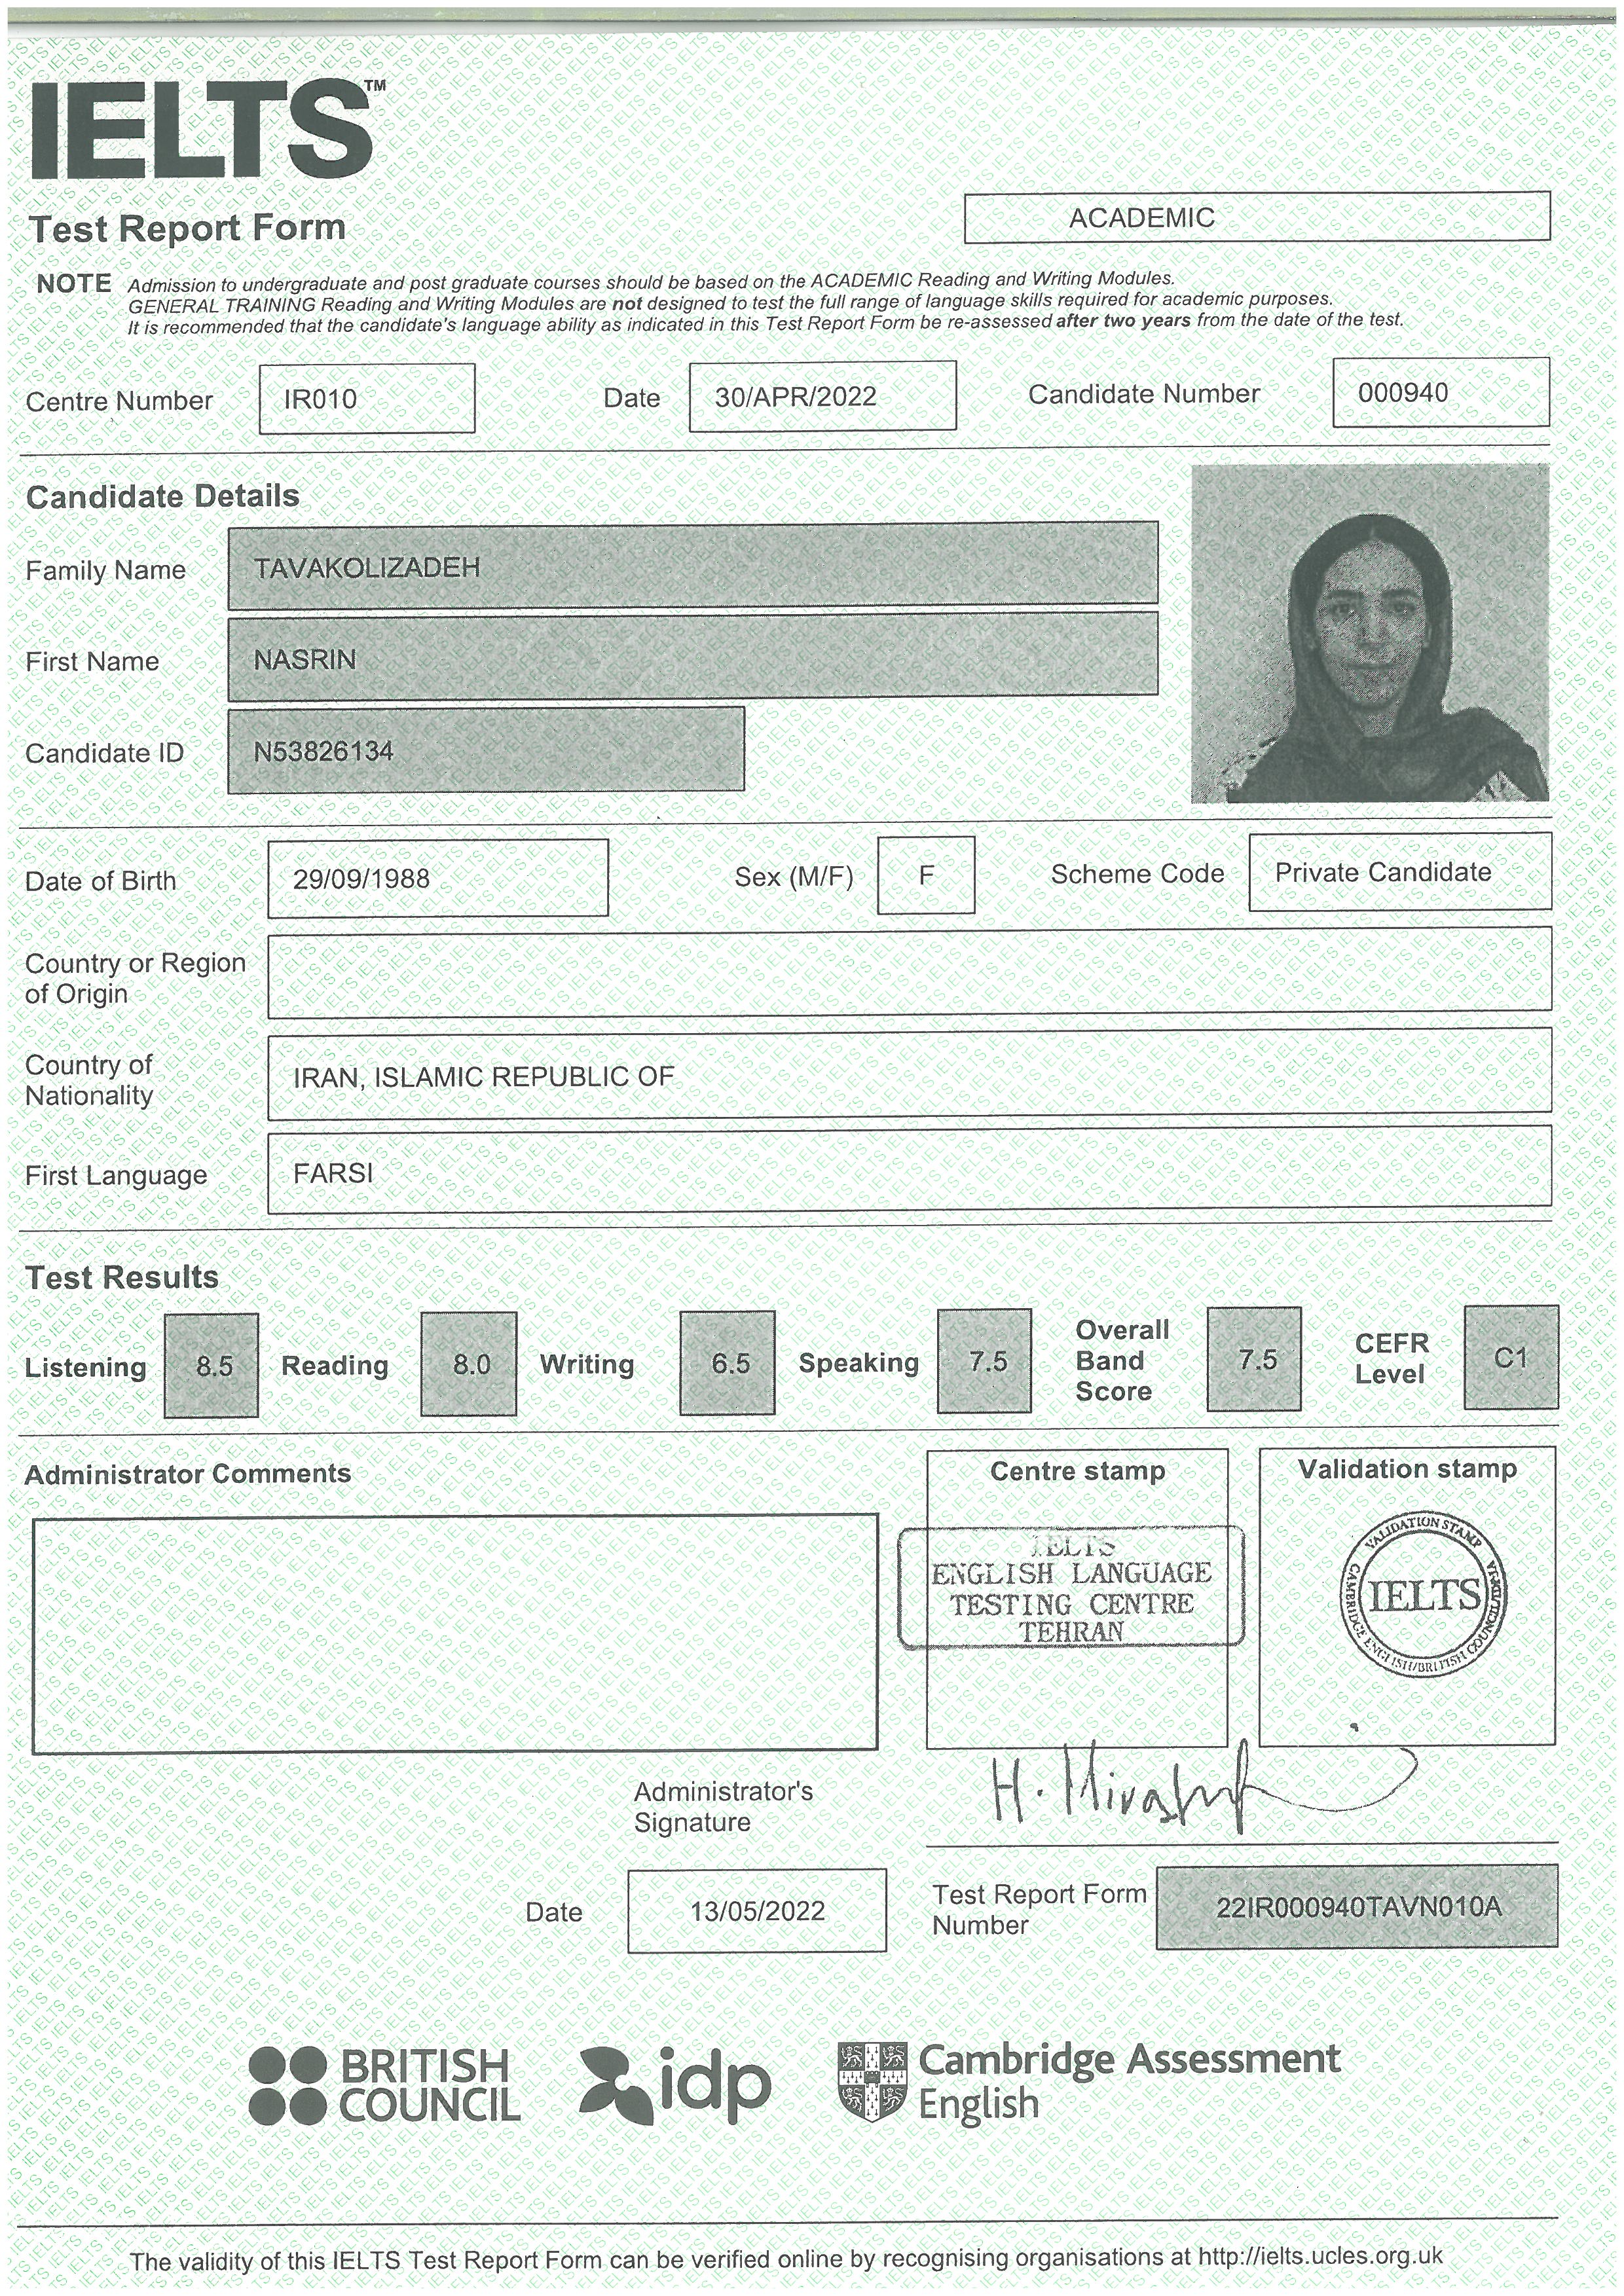 IELTS™
Test Report Form
ACADEMIC
NOTE Admission to undergraduate and post graduate courses should be based on the ACADEMIC Reading and Writing Modules.
GENERAL TRAINING Reading and Writing Modules are not designed to test the full range of language skills required for academic purposes.
It is recommended that the candidate's language ability as indicated in this Test Report Form be re-assessed after two years from the date of the test.
Centre Number IR010 Date 30/APR/2022 Candidate Number 000940
Candidate Details
Family Name TAVAKOLIZADEH
First Name NASRIN
Candidate ID N53826134
Date of Birth 29/09/1988 Sex (M/F) F Scheme Code Private Candidate
Country or Region
of Origin
Country of
Nationality
IRAN, ISLAMIC REPUBLIC OF
First Language FARSI
Test Results
Listening 8.5 Reading 8.0 Writing 6.5 Speaking 7.5
Overall
Band
Score
7.5
CEFR
Level
C1
Administrator Comments
Centre stamp
IELTS
ENGLISH LANGUAGE
TESTING CENTRE
TEHRAN
Validation stamp
VALIDATION STAMP
CAMBRIDGE ENGLISH/BRITISH COUNCIL/IDP:IA
IELTS
Administrator's
Signature
H.
Date 13/05/2022
Test Report Form
Number
22IR000940TAVN010A
BRITISH
COUNCIL
idp
Cambridge Assessment
English
The validity of this IELTS Test Report Form can be verified online by recognising organisations at http://ielts.ucles.org.uk